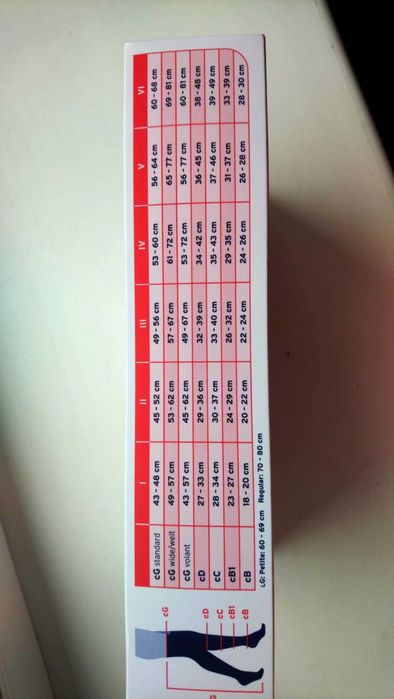 I II III IV V VI
cG standard 43 - 48 cm 45 - 52 cm 49 - 56 cm 53 - 60 cm 56 - 64 cm 60 - 68 cm
cG wide/weit 49 - 57 cm 53 - 62 cm 57 - 67 cm 61 - 72 cm 65 - 77 cm 69 - 81 cm
cG volant 43 - 57 cm 45 - 62 cm 49 - 67 cm 53 - 72 cm 56 - 77 cm 60 - 81 cm
cD 27 - 33 cm 29 - 36 cm 32 - 39 cm 34 - 42 cm 36 - 45 cm 38 - 48 cm
cC 28 - 34 cm 30 - 37 cm 33 - 40 cm 35 - 43 cm 37 - 46 cm 39 - 49 cm
cB1 23 - 27 cm 24 - 29 cm 26 - 32 cm 29 - 35 cm 31 - 37 cm 33 - 39 cm
cB 18 - 20 cm 20 - 22 cm 22 - 24 cm 24 - 26 cm 26 - 28 cm 28 - 30 cm
LG: Petite: 60 - 69 cm Regular: 70 - 80 cm
cG
cD
cC
cB1
cB